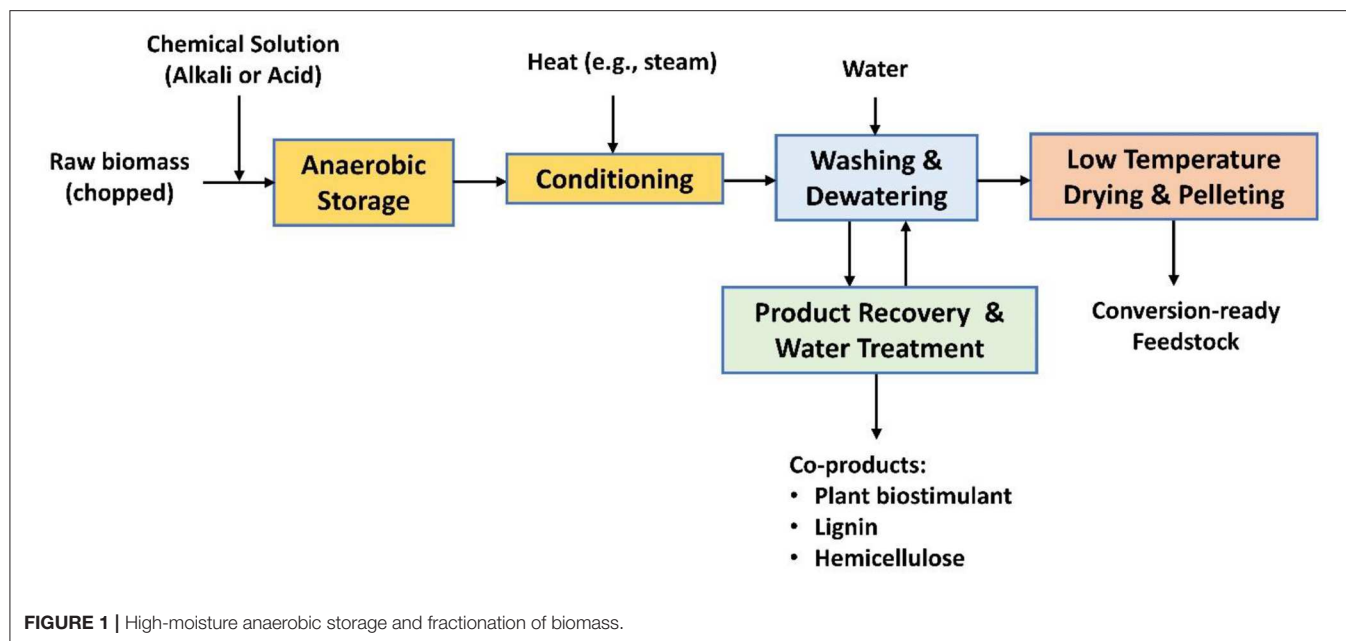 Chemical Solution
(Alkali or Acid)
Heat (e.g., steam)
Water
Raw biomass
(chopped)
Anaerobic
Storage
Conditioning
Washing &
Dewatering
Low Temperature
Drying & Pelleting
Product Recovery &
Water Treatment
Conversion-ready
Feedstock
Co-products:
• Plant biostimulant
• Lignin
• Hemicellulose
FIGURE 1 | High-moisture anaerobic storage and fractionation of biomass.